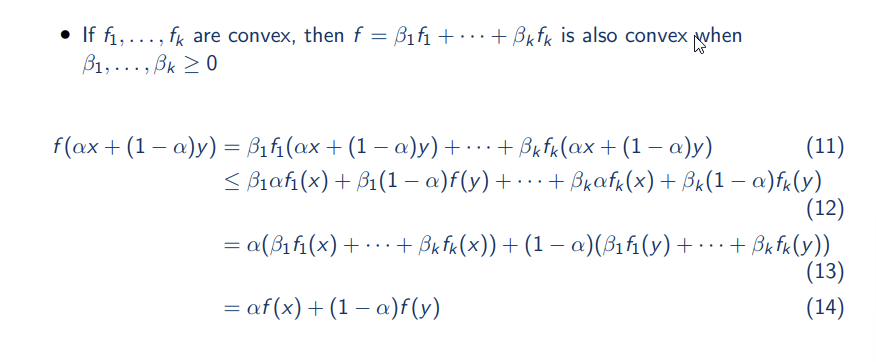 • If f₁, . . . , fₖ are convex, then f = β₁f₁ + · · · + βₖfₖ is also convex when
β₁, . . . , βₖ ≥ 0
f(αx + (1 − α)y) = β₁f₁(αx + (1 − α)y) + · · · + βₖfₖ(αx + (1 − α)y) (11)
≤ β₁αf₁(x) + β₁(1 − α)f(y) + · · · + βₖαfₖ(x) + βₖ(1 − α)fₖ(y)
(12)
= α(β₁f₁(x) + · · · + βₖfₖ(x)) + (1 − α)(β₁f₁(y) + · · · + βₖfₖ(y))
(13)
= αf(x) + (1 − α)f(y) (14)